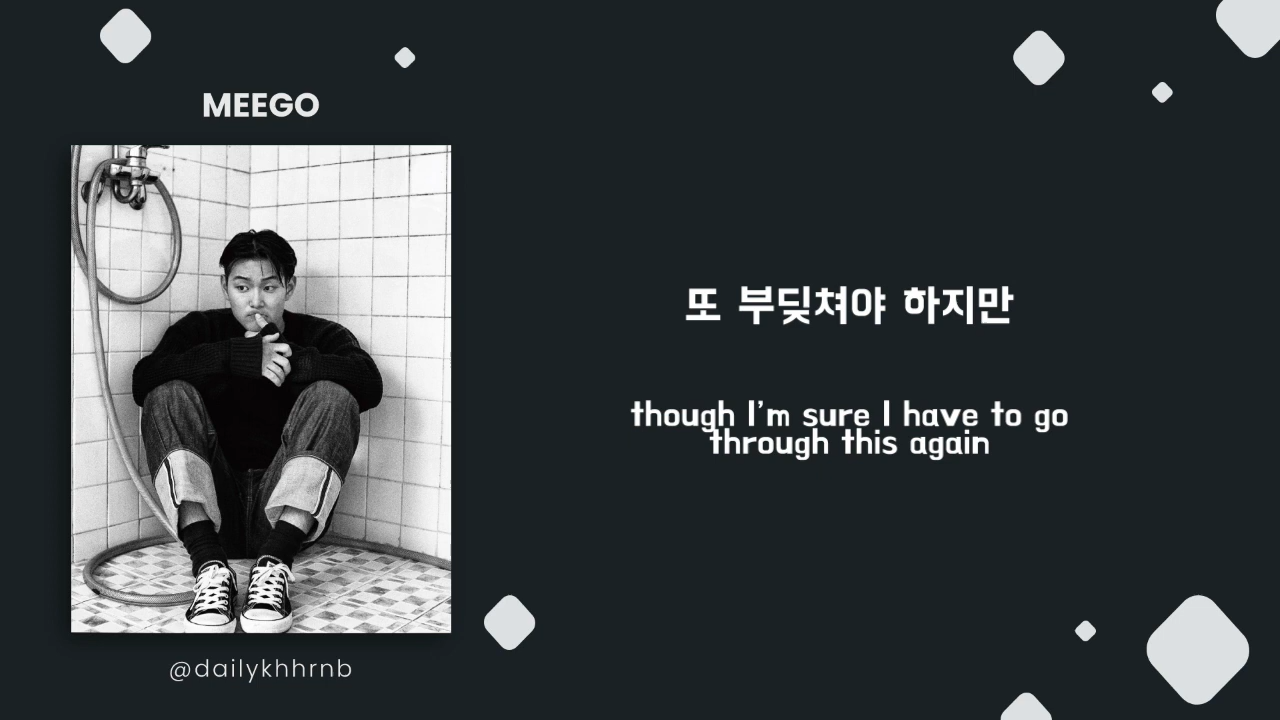 MEEGO
또 부딪쳐야 하지만
though I'm sure I have to go
through this again
@dailykhhrnb